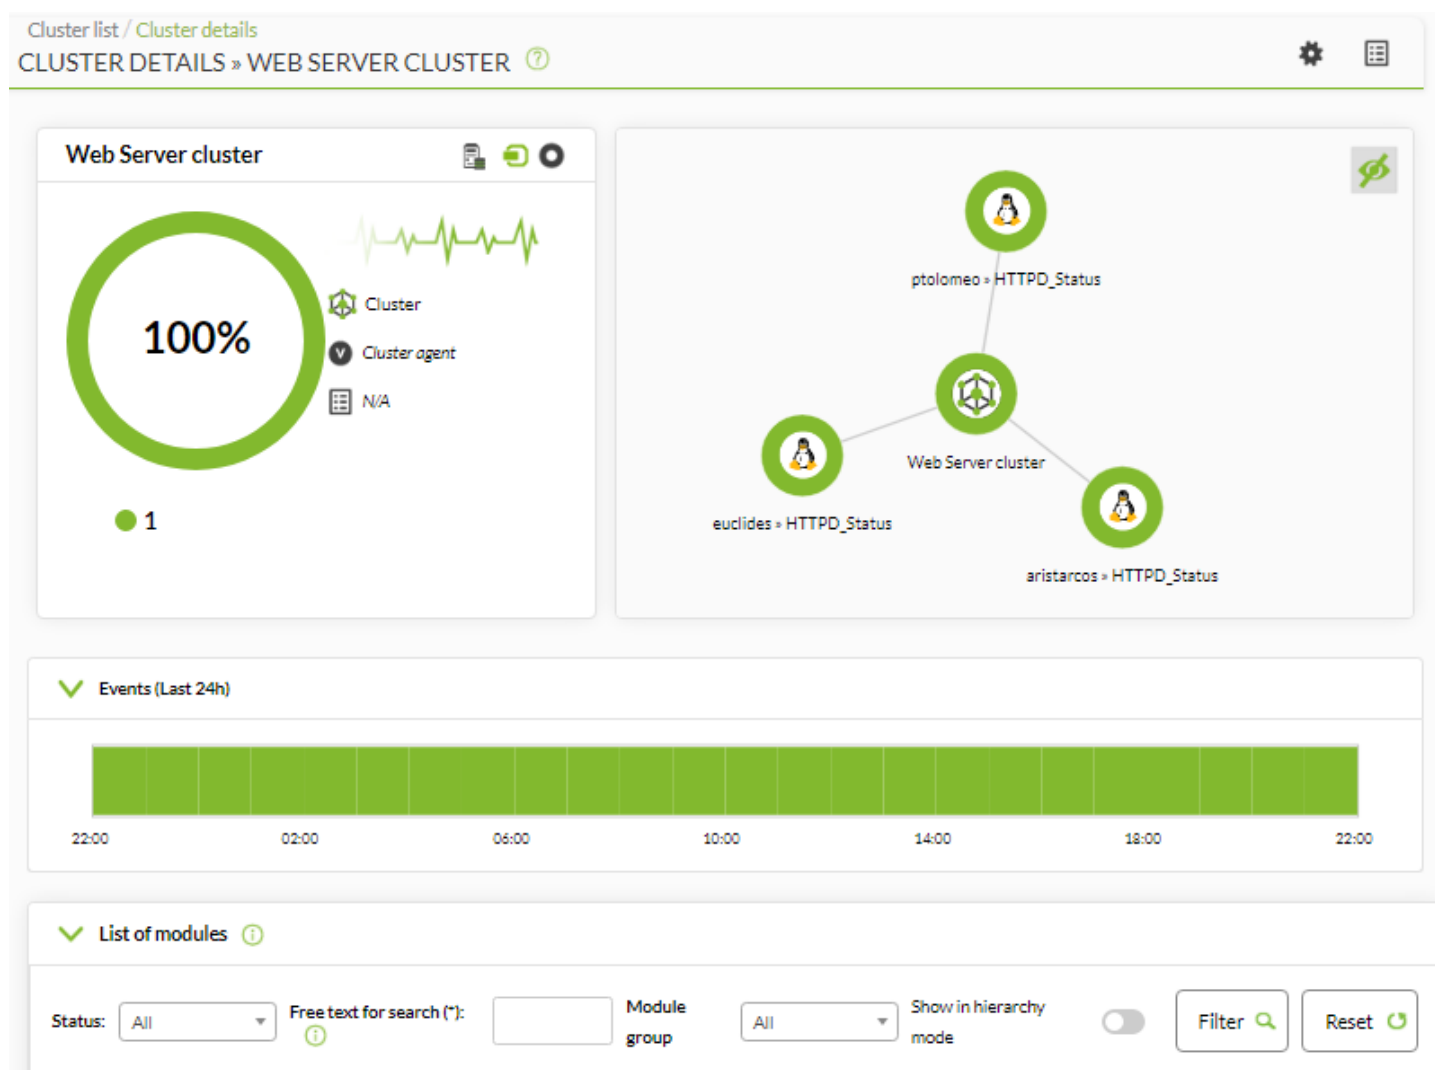 Cluster list / Cluster details
CLUSTER DETAILS » WEB SERVER CLUSTER ?
Web Server cluster
100%
Cluster
V Cluster agent
N/A
1
ptolomeo » HTTPD_Status
Web Server cluster
euclides » HTTPD_Status
aristarcos » HTTPD_Status
Events (Last 24h)
22:00 02:00 06:00 10:00 14:00 18:00 22:00
List of modules i
Status: All Free text for search (*): i Module group All Show in hierarchy mode Filter Reset